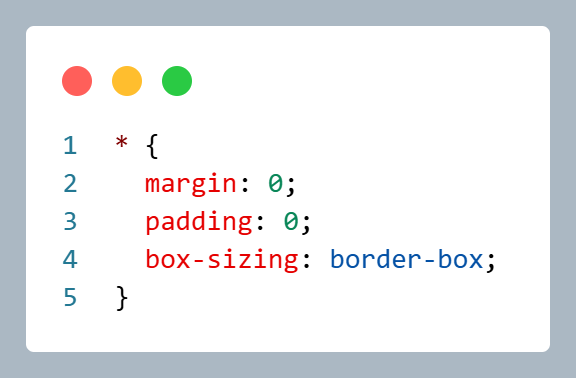 1 * {
2   margin: 0;
3   padding: 0;
4   box-sizing: border-box;
5 }